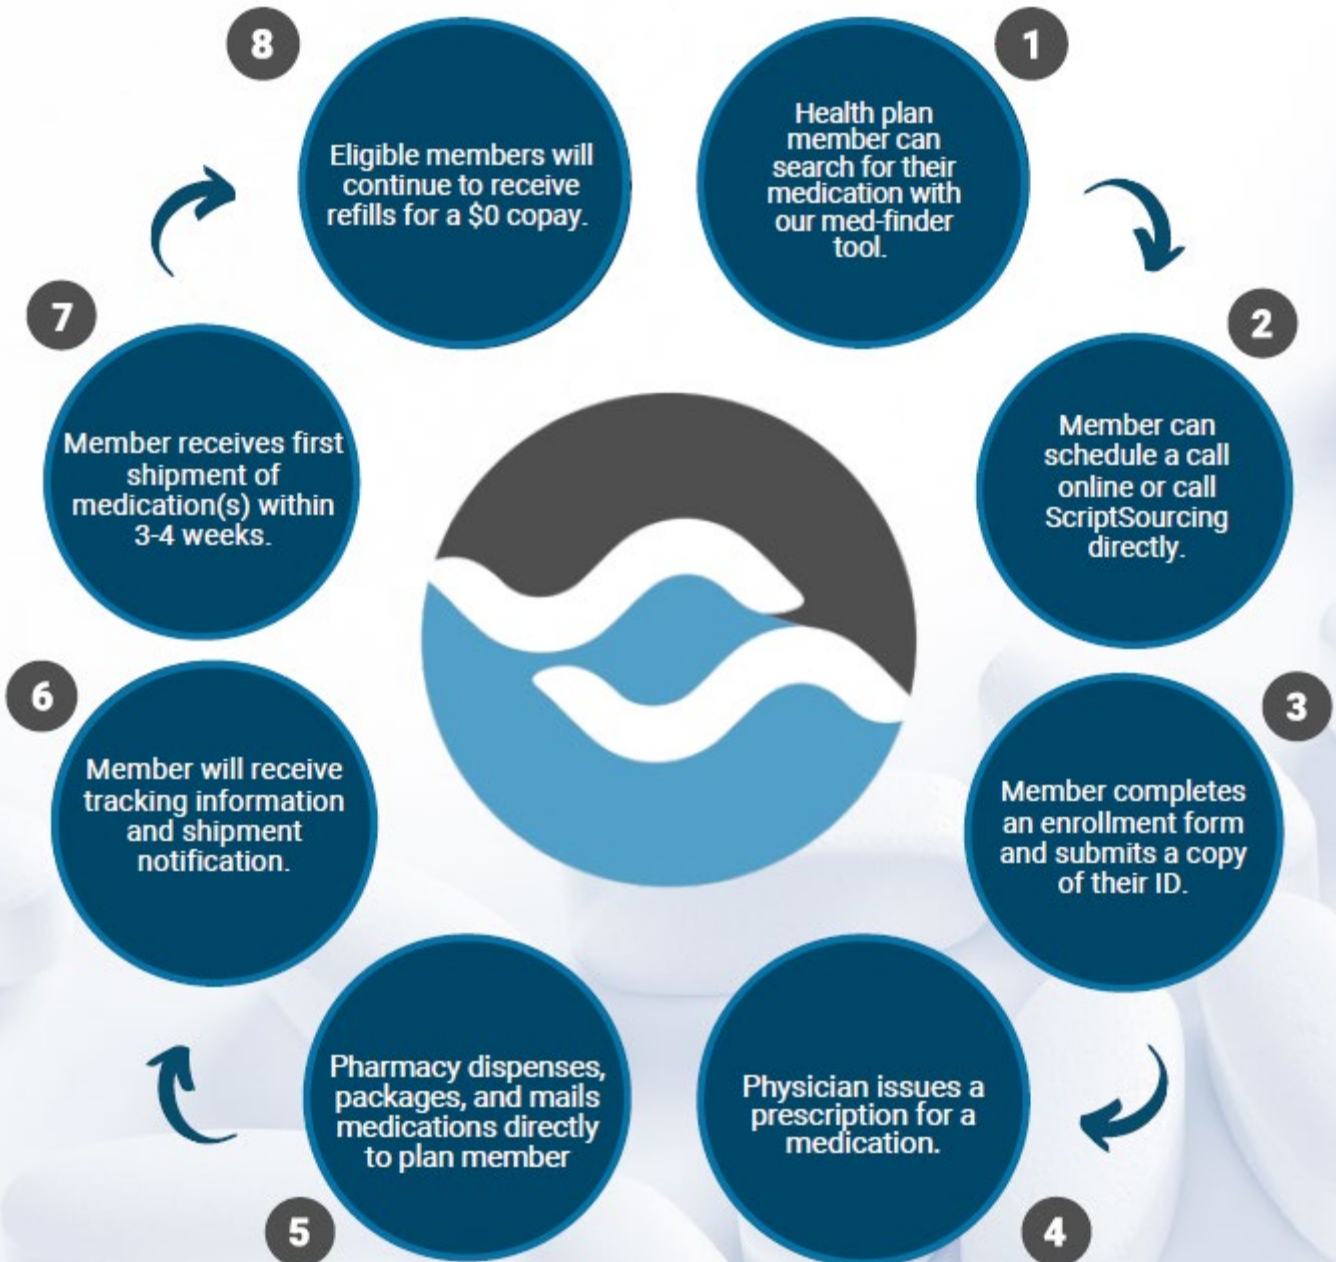 1
Health plan
member can
search for their
medication with
our med-finder
tool.
2
Member can
schedule a call
online or call
ScriptSourcing
directly.
3
Member completes
an enrollment form
and submits a copy
of their ID.
4
Physician issues a
prescription for a
medication.
5
Pharmacy dispenses,
packages, and mails
medications directly
to plan member
6
Member will receive
tracking information
and shipment
notification.
7
Member receives first
shipment of
medication(s) within
3-4 weeks.
8
Eligible members will
continue to receive
refills for a $0 copay.